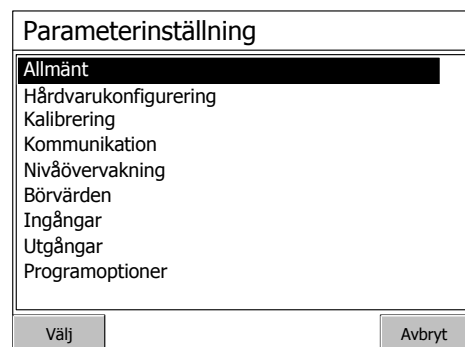 Parameterinställning
Allmänt
Hårdvarukonfigurering
Kalibrering
Kommunikation
Nivåövervakning
Börvärden
Ingångar
Utgångar
Programoptioner
Välj
Avbryt